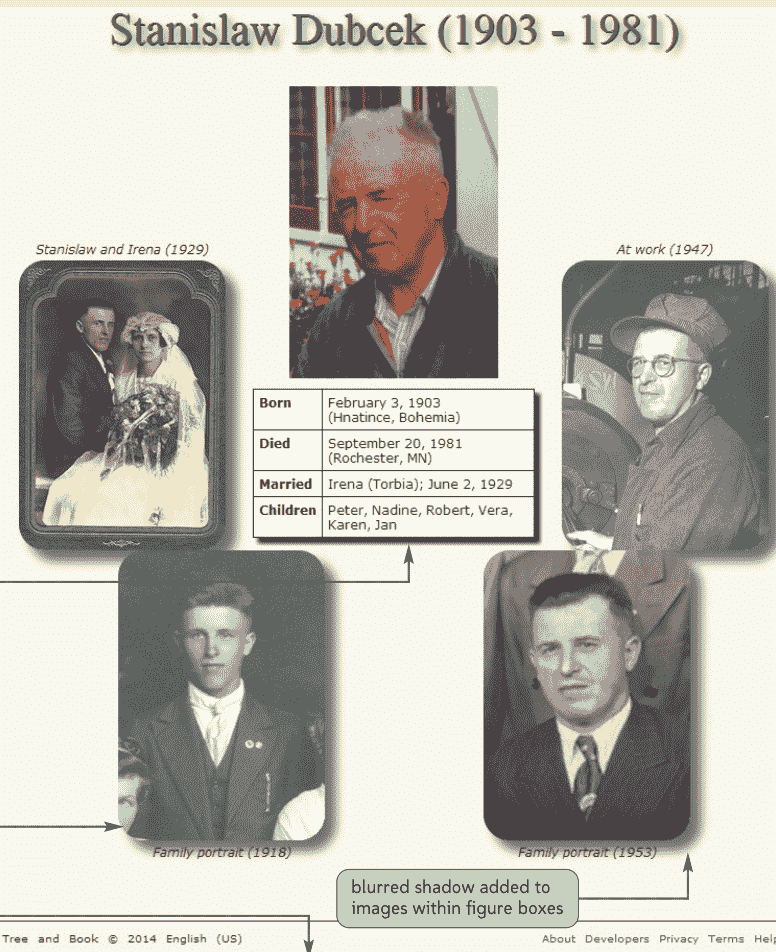 Stanislaw Dubcek (1903 - 1981)
Stanislaw and Irena (1929)
At work (1947)
Born February 3, 1903
(Hnatince, Bohemia)
Died September 20, 1981
(Rochester, MN)
Married Irena (Torbia); June 2, 1929
Children Peter, Nadine, Robert, Vera,
Karen, Jan
Family portrait (1918)
Family portrait (1953)
blurred shadow added to
images within figure boxes
Tree and Book © 2014 English (US)
About Developers Privacy Terms Help